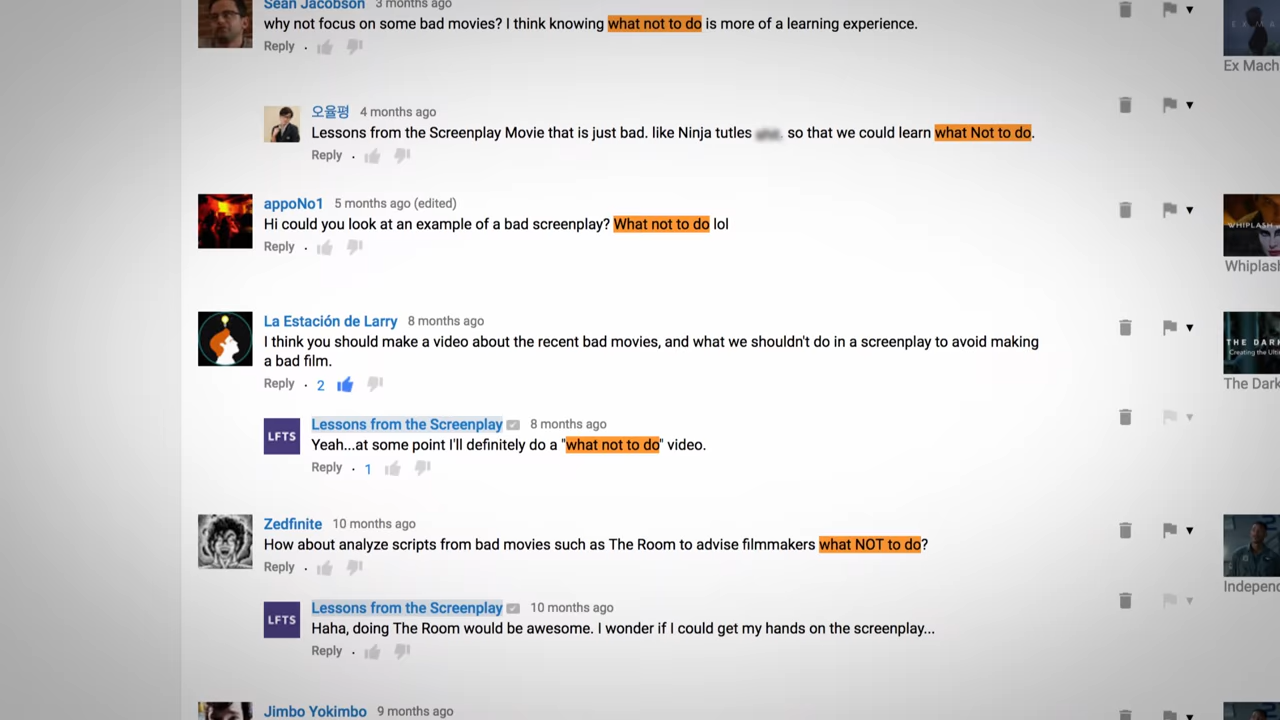 Sean Jacobson 3 months ago
why not focus on some bad movies? I think knowing what not to do is more of a learning experience.
Reply
Ex Mach
오율평 4 months ago
Lessons from the Screenplay Movie that is just bad. like Ninja tutles so that we could learn what Not to do.
Reply
appoNo1 5 months ago (edited)
Hi could you look at an example of a bad screenplay? What not to do lol
Reply
WHIPLASH
Whiplash
La Estación de Larry 8 months ago
I think you should make a video about the recent bad movies, and what we shouldn't do in a screenplay to avoid making
a bad film.
Reply · 2
THE DARK
Creating the Ulti
The Dark
LFTS
Lessons from the Screenplay 8 months ago
Yeah...at some point I'll definitely do a "what not to do" video.
Reply · 1
Zedfinite 10 months ago
How about analyze scripts from bad movies such as The Room to advise filmmakers what NOT to do?
Reply
Independ
LFTS
Lessons from the Screenplay 10 months ago
Haha, doing The Room would be awesome. I wonder if I could get my hands on the screenplay...
Reply
Jimbo Yokimbo 9 months ago